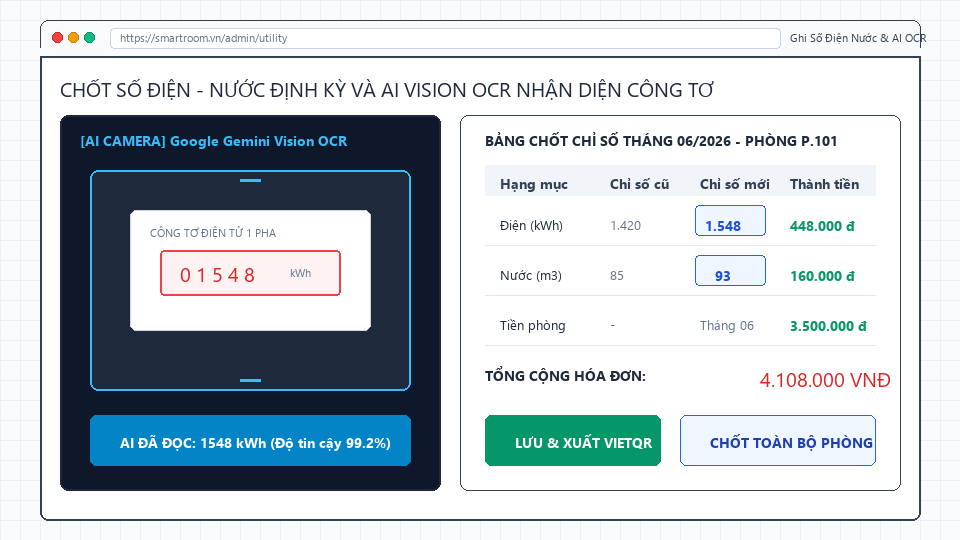 https://smartroom.vn/admin/utility
Ghi Số Điện Nước & AI OCR
CHỐT SỐ ĐIỆN - NƯỚC ĐỊNH KỲ VÀ AI VISION OCR NHẬN DIỆN CÔNG TƠ
[AI CAMERA] Google Gemini Vision OCR
CÔNG TƠ ĐIỆN TỬ 1 PHA
0 1 5 4 8 kWh
AI ĐÃ ĐỌC: 1548 kWh (Độ tin cậy 99.2%)
BẢNG CHỐT CHỈ SỐ THÁNG 06/2026 - PHÒNG P.101
Hạng mục Chỉ số cũ Chỉ số mới Thành tiền
Điện (kWh) 1.420 1.548 448.000 đ
Nước (m3) 85 93 160.000 đ
Tiền phòng - Tháng 06 3.500.000 đ
TỔNG CỘNG HÓA ĐƠN: 4.108.000 VNĐ
LƯU & XUẤT VIETQR
CHỐT TOÀN BỘ PHÒNG